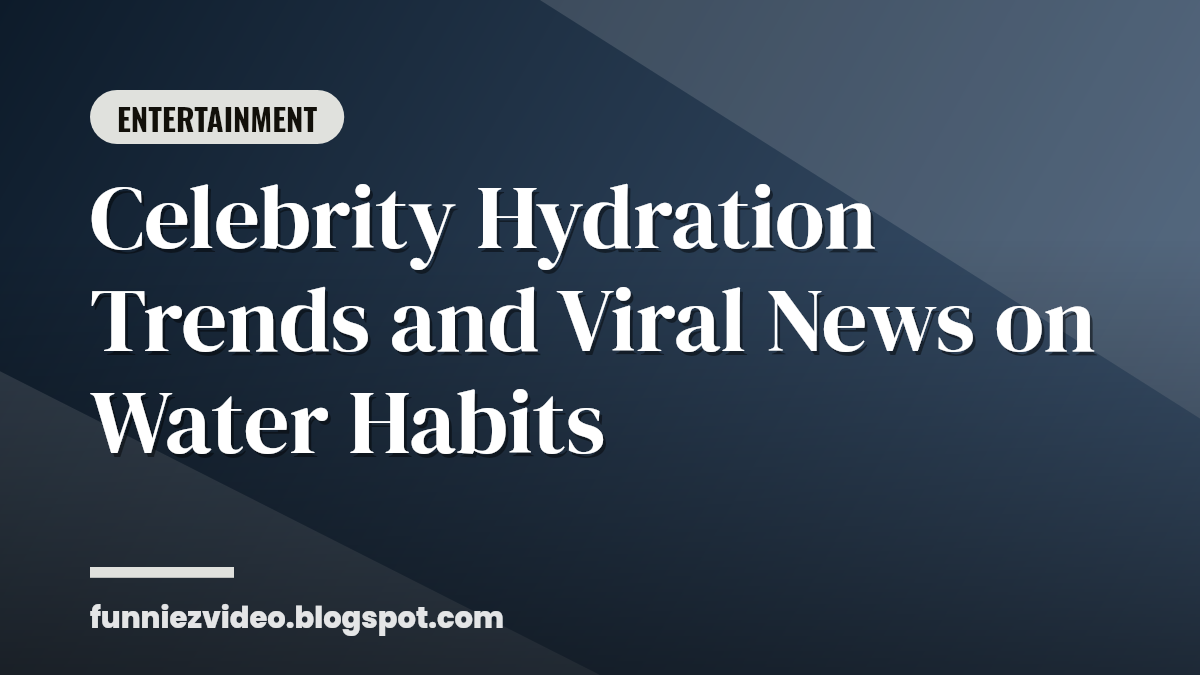 ENTERTAINMENT
Celebrity Hydration
Trends and Viral News on
Water Habits
funniezvideo.blogspot.com